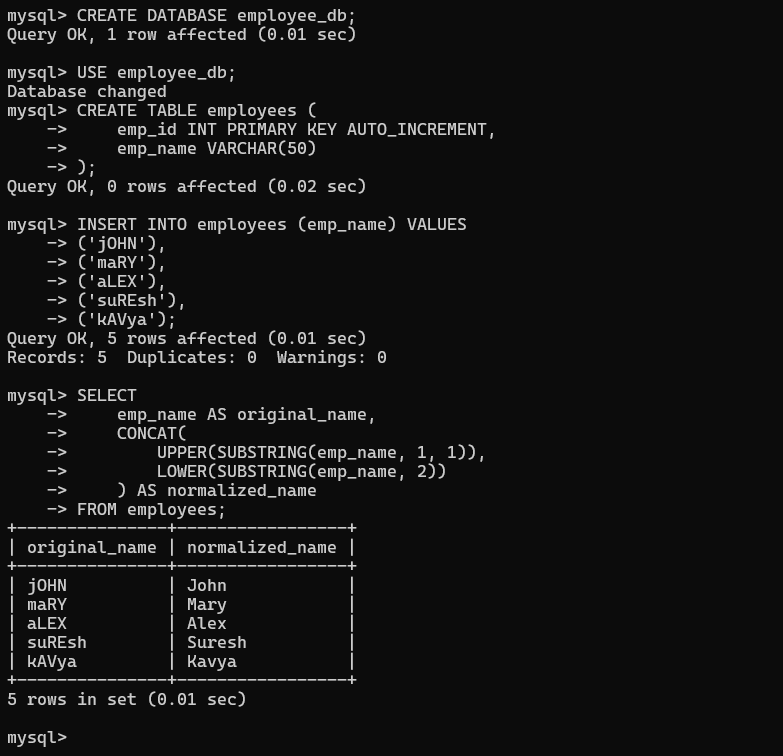 mysql> CREATE DATABASE employee_db;
Query OK, 1 row affected (0.01 sec)

mysql> USE employee_db;
Database changed
mysql> CREATE TABLE employees (
    ->     emp_id INT PRIMARY KEY AUTO_INCREMENT,
    ->     emp_name VARCHAR(50)
    -> );
Query OK, 0 rows affected (0.02 sec)

mysql> INSERT INTO employees (emp_name) VALUES
    -> ('jOHN'),
    -> ('maRY'),
    -> ('aLEX'),
    -> ('suREsh'),
    -> ('kAVya');
Query OK, 5 rows affected (0.01 sec)
Records: 5  Duplicates: 0  Warnings: 0

mysql> SELECT
    ->     emp_name AS original_name,
    ->     CONCAT(
    ->         UPPER(SUBSTRING(emp_name, 1, 1)),
    ->         LOWER(SUBSTRING(emp_name, 2))
    ->     ) AS normalized_name
    -> FROM employees;
+---------------+-----------------+
| original_name | normalized_name |
+---------------+-----------------+
| jOHN          | John            |
| maRY          | Mary            |
| aLEX          | Alex            |
| suREsh        | Suresh          |
| kAVya         | Kavya           |
+---------------+-----------------+
5 rows in set (0.01 sec)

mysql>